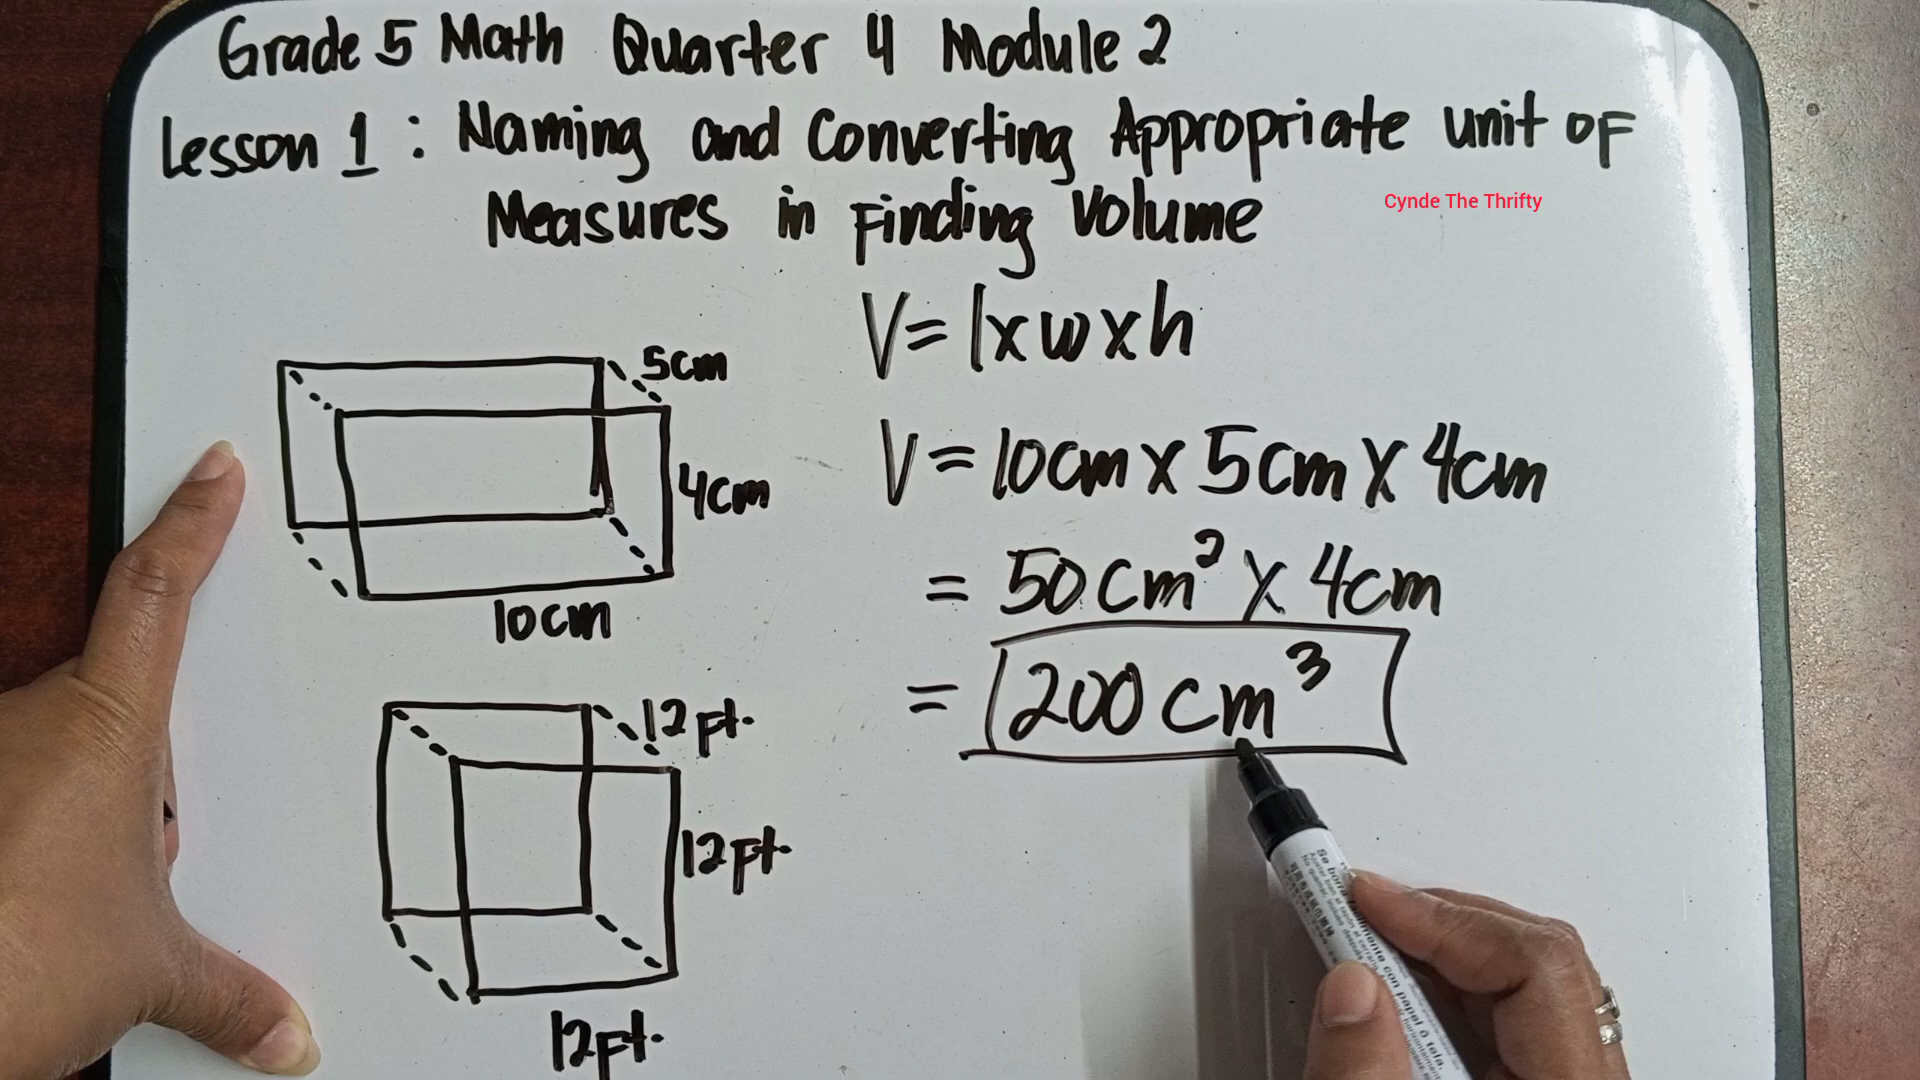 Grade 5 Math Quarter 4 Module 2
Lesson 1 : Naming and Converting Appropriate unit of
Measures in Finding Volume
Cynde The Thrifty
V = l x w x h
5cm
4cm
10cm
V = 10cm x 5cm x 4cm
= 50 cm² x 4cm
= 200 cm³
12 ft.
12 ft.
12 ft.